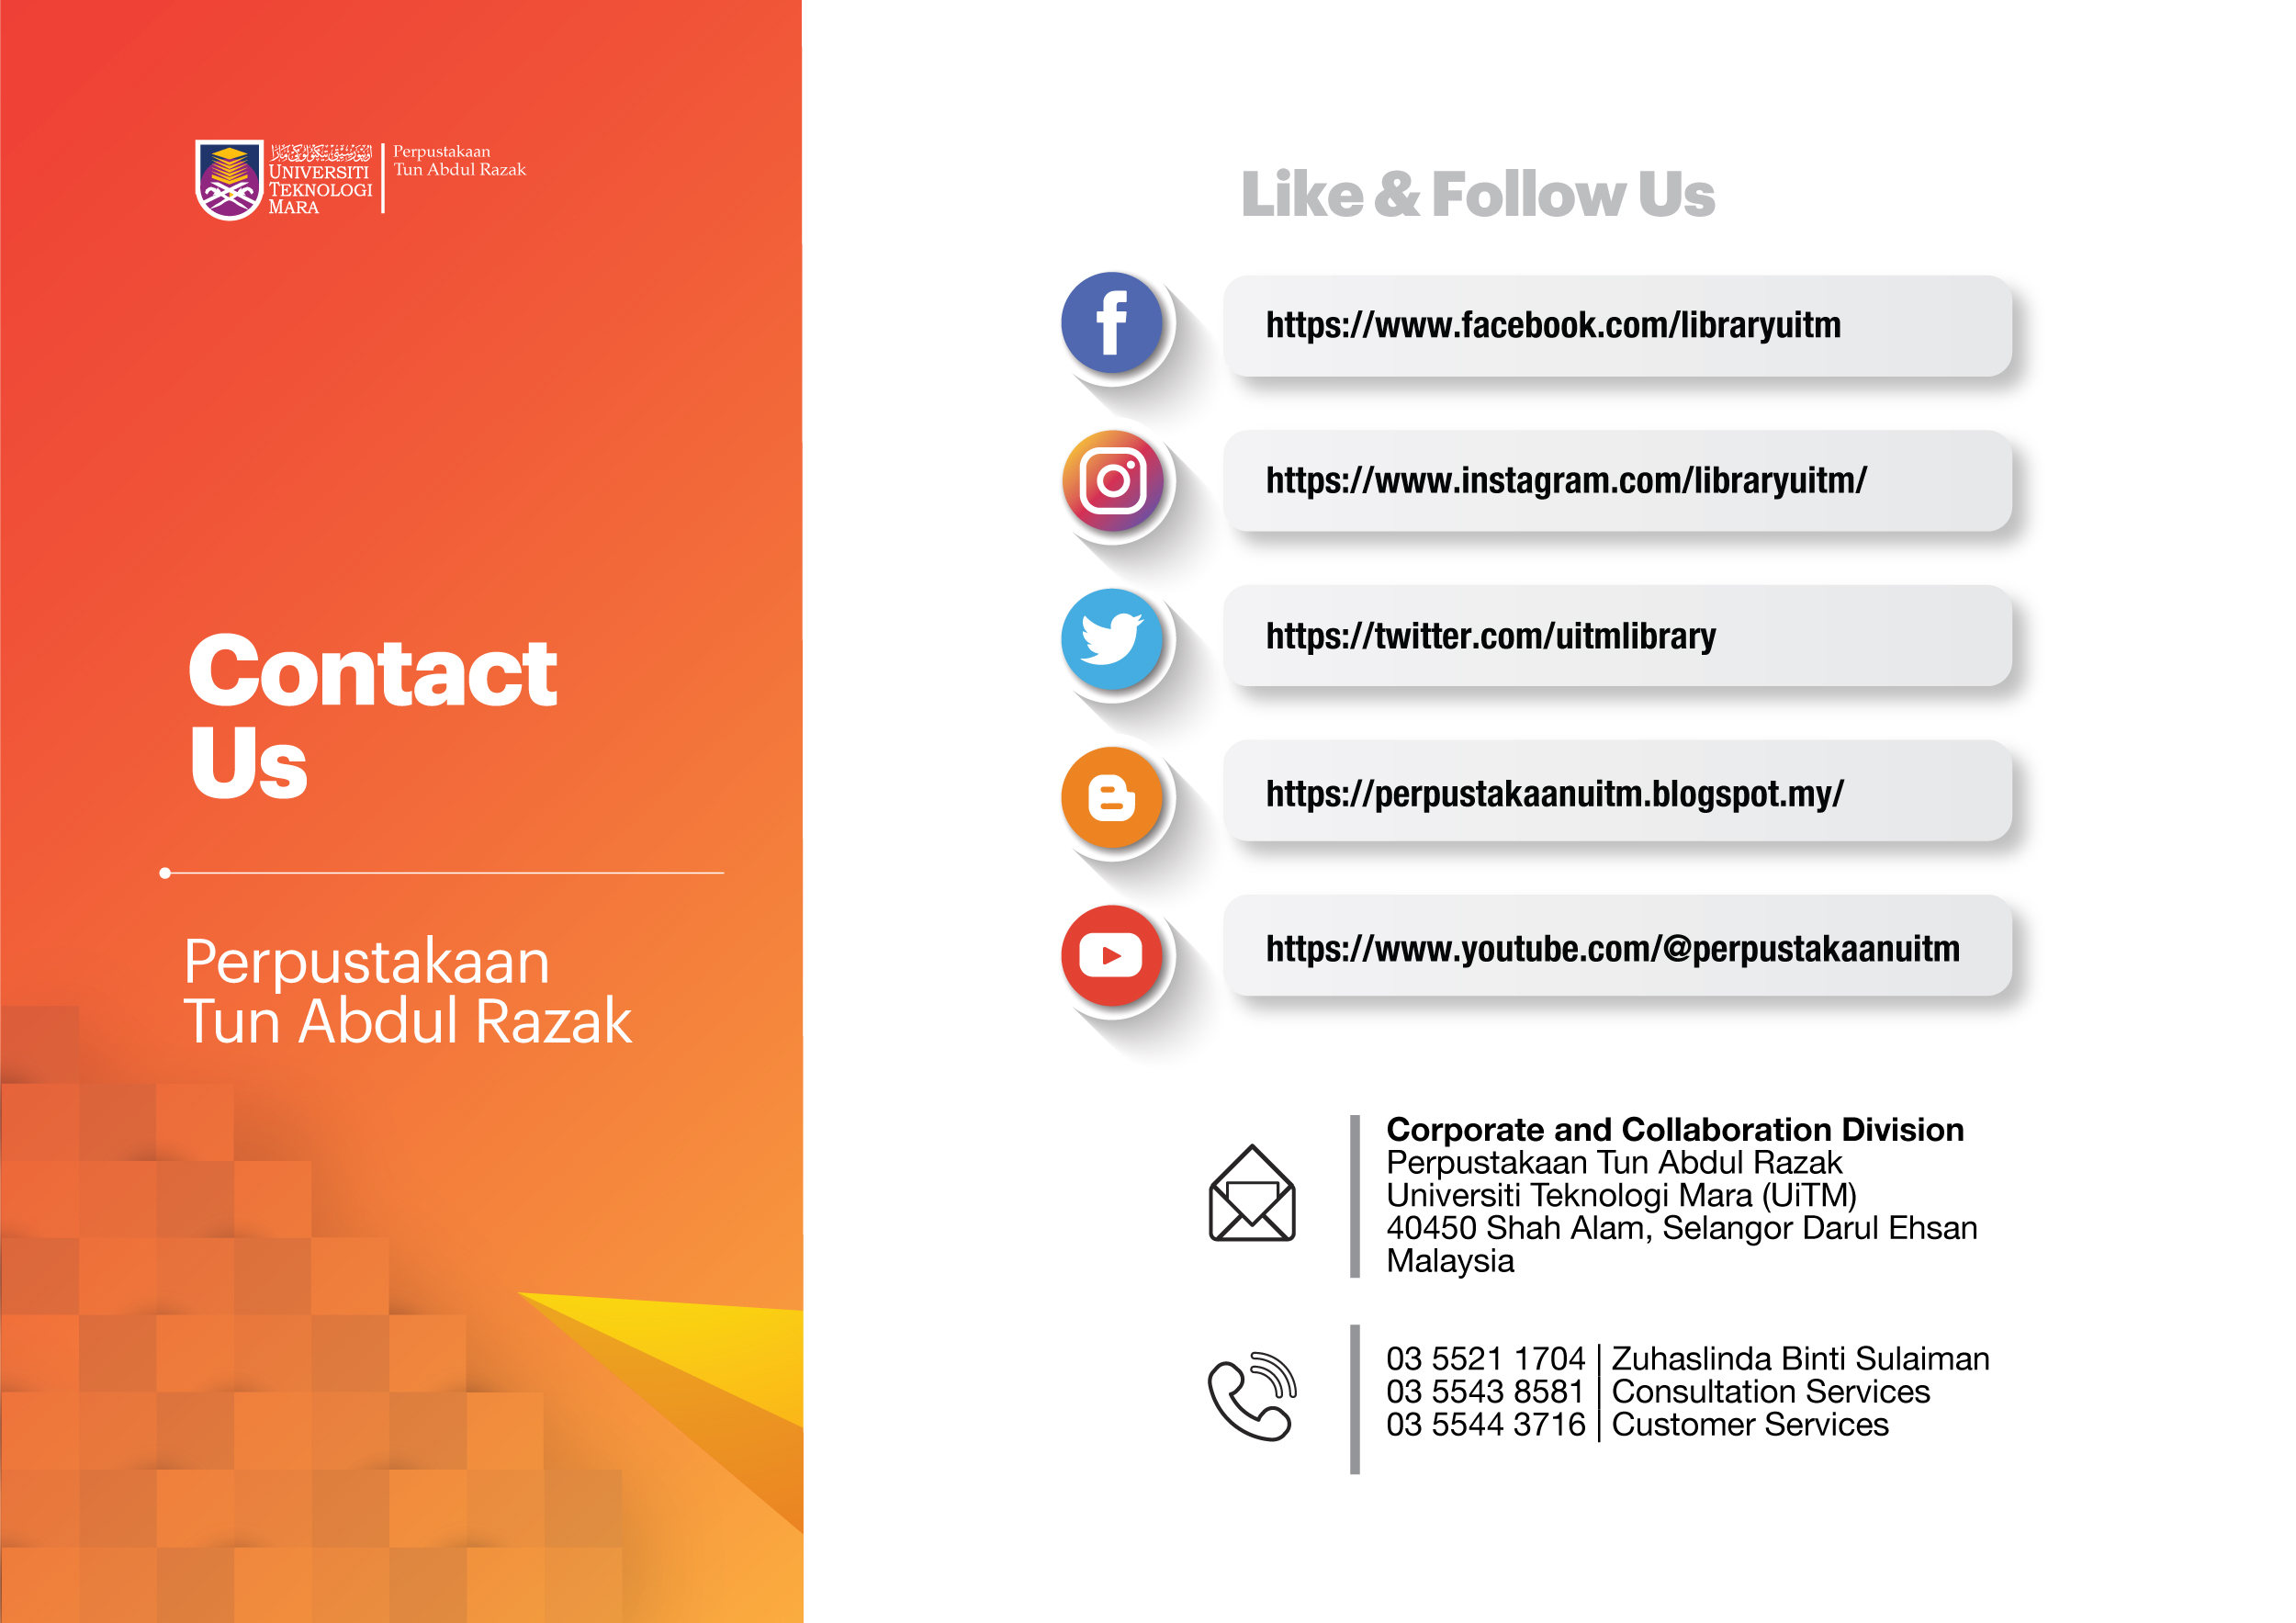 اونيۏرسيتي تيكنولوݢي مارا
UNIVERSITI
TEKNOLOGI
MARA
Perpustakaan
Tun Abdul Razak
Contact
Us
Perpustakaan
Tun Abdul Razak
Like & Follow Us
https://www.facebook.com/libraryuitm
https://www.instagram.com/libraryuitm/
https://twitter.com/uitmlibrary
https://perpustakaanuitm.blogspot.my/
https://www.youtube.com/@perpustakaanuitm
Corporate and Collaboration Division
Perpustakaan Tun Abdul Razak
Universiti Teknologi Mara (UiTM)
40450 Shah Alam, Selangor Darul Ehsan
Malaysia
03 5521 1704 | Zuhaslinda Binti Sulaiman
03 5543 8581 | Consultation Services
03 5544 3716 | Customer Services